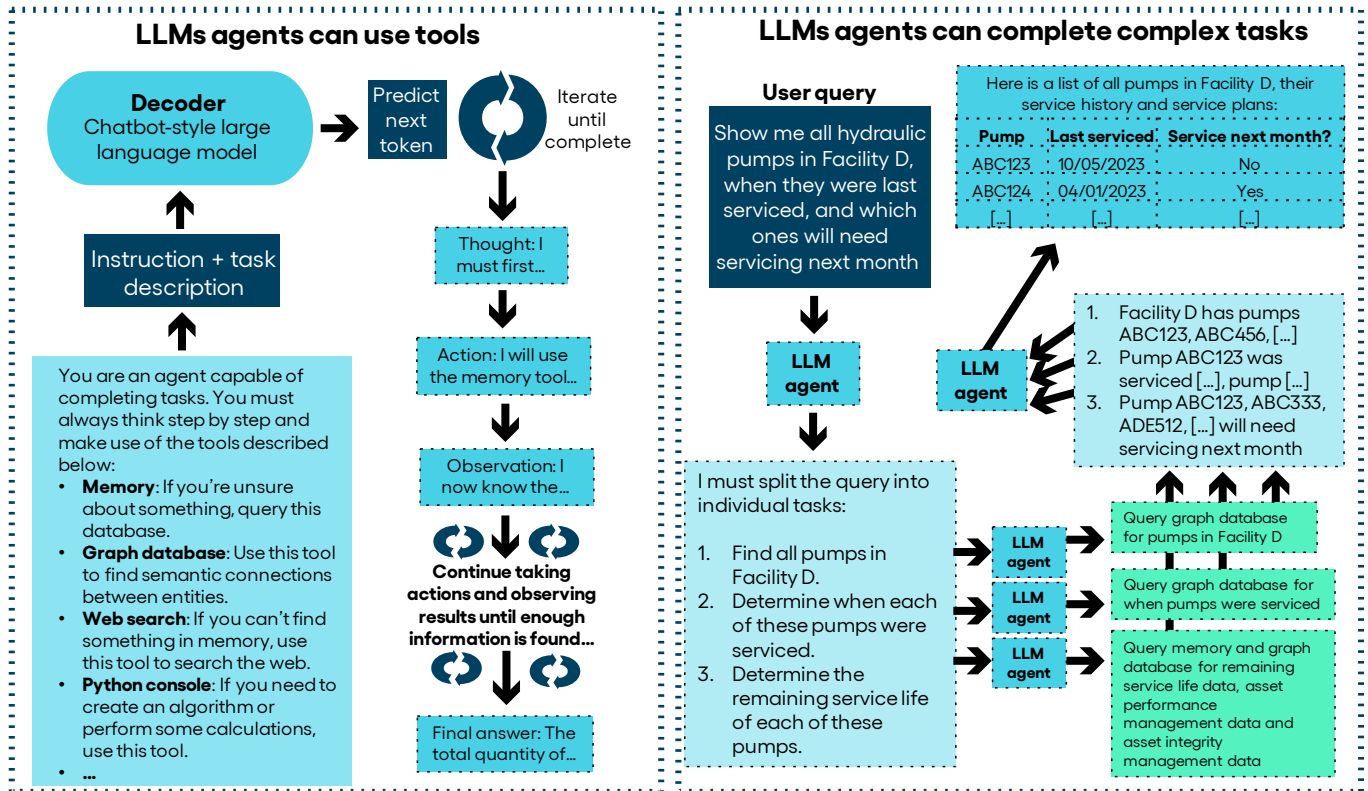 LLMs agents can use tools
Decoder
Chatbot-style large
language model
Predict
next
token
Iterate
until
complete
Instruction + task
description
You are an agent capable of
completing tasks. You must
always think step by step and
make use of the tools described
below:
• Memory: If you're unsure
about something, query this
database.
• Graph database: Use this tool
to find semantic connections
between entities.
• Web search: If you can't find
something in memory, use
this tool to search the web.
• Python console: If you need to
create an algorithm or
perform some calculations,
use this tool.
• ...
Thought: I
must first...
Action: I will use
the memory tool...
Observation: I
now know the...
Continue taking
actions and observing
results until enough
information is found...
Final answer: The
total quantity of...
LLMs agents can complete complex tasks
User query
Show me all hydraulic
pumps in Facility D,
when they were last
serviced, and which
ones will need
servicing next month
LLM
agent
I must split the query into
individual tasks:
1. Find all pumps in
Facility D.
2. Determine when each
of these pumps were
serviced.
3. Determine the
remaining service life
of each of these
pumps.
LLM
agent
LLM
agent
LLM
agent
Query graph database
for pumps in Facility D
Query graph database for
when pumps were serviced
Query memory and graph
database for remaining
service life data, asset
performance
management data and
asset integrity
management data
1. Facility D has pumps
ABC123, ABC456, [...]
2. Pump ABC123 was
serviced [...], pump [...]
3. Pump ABC123, ABC333,
ADE512, [...] will need
servicing next month
LLM
agent
Here is a list of all pumps in Facility D, their
service history and service plans:
Pump Last serviced Service next month?
ABC123 10/05/2023 No
ABC124 04/01/2023 Yes
[...] [...] [...]